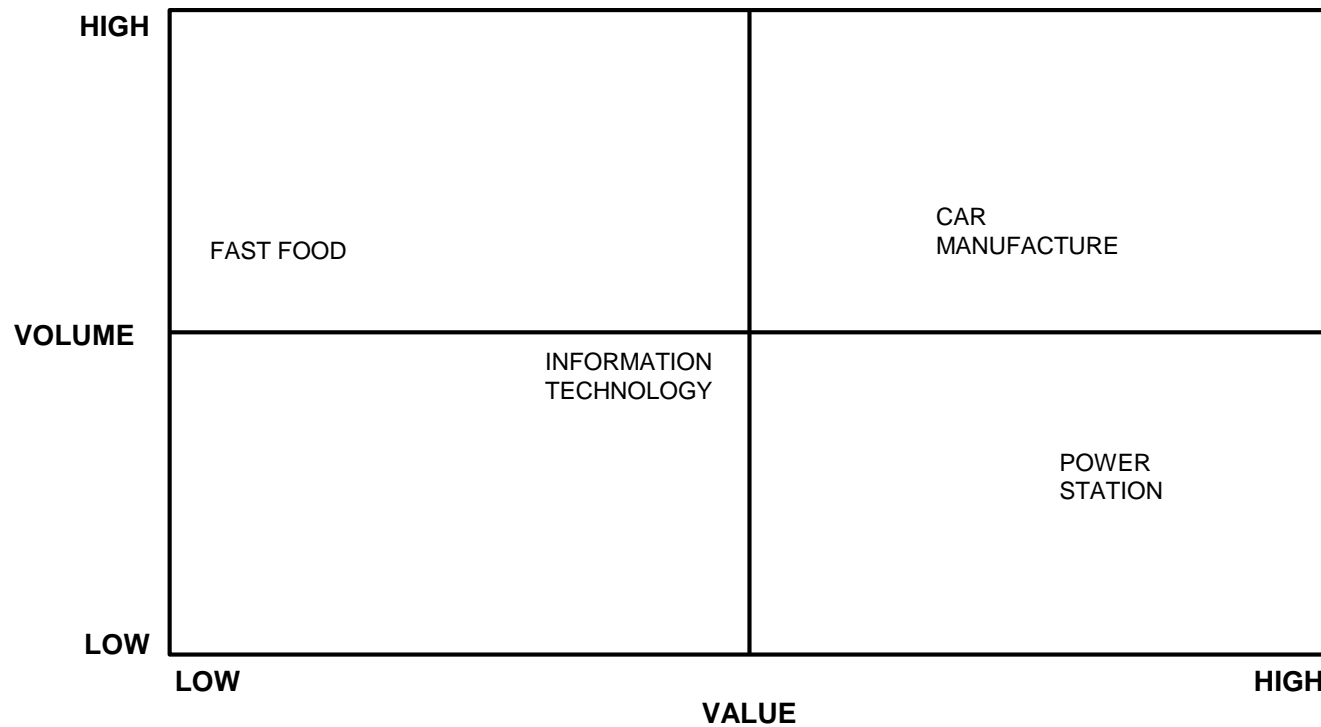 HIGH
CAR
MANUFACTURE
FAST FOOD
VOLUME
INFORMATION
TECHNOLOGY
POWER
STATION
LOW
LOW
HIGH
VALUE